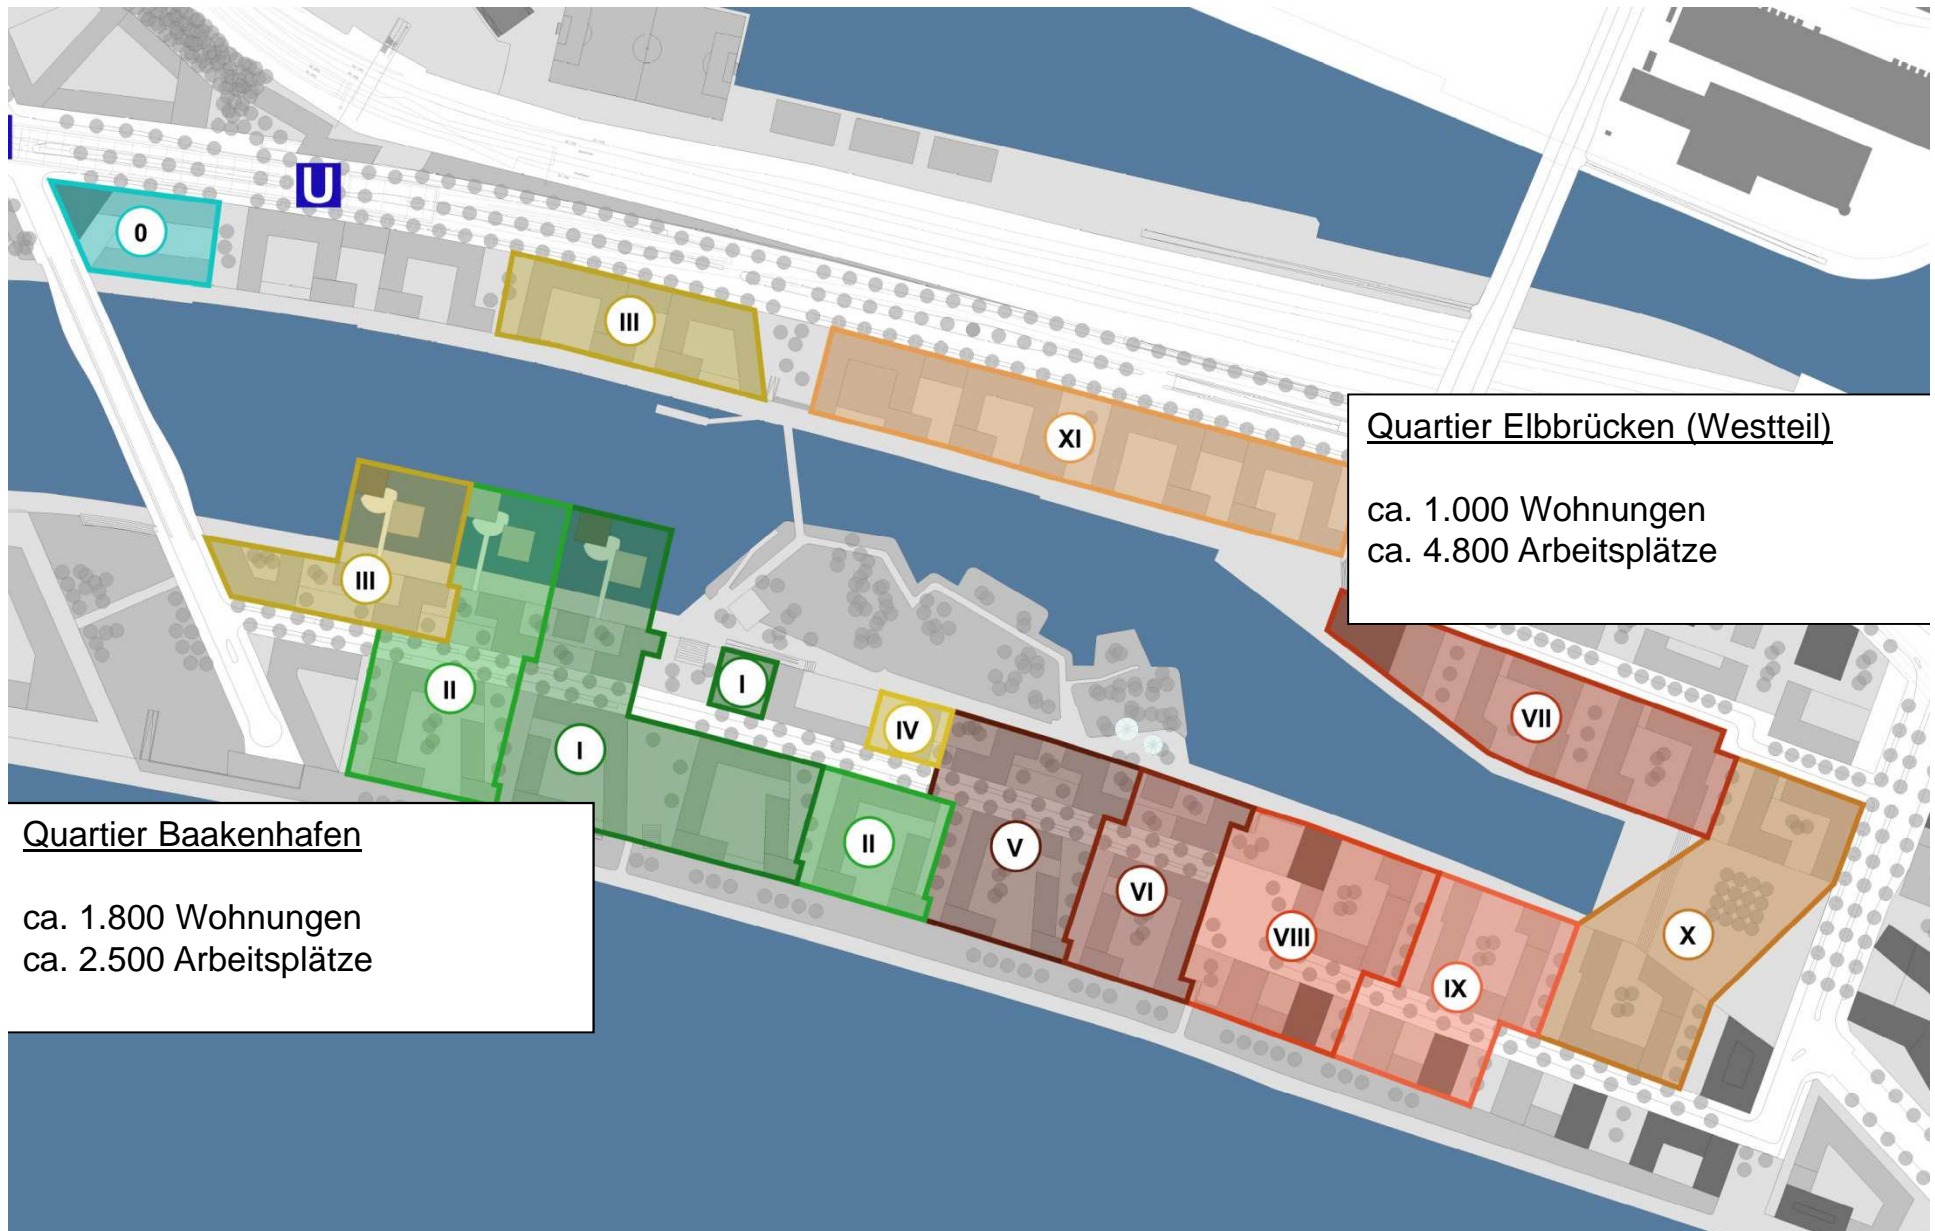 U
0
III
XI
Quartier Elbbrücken (Westteil)
ca. 1.000 Wohnungen
ca. 4.800 Arbeitsplätze
III
II
I
I
IV
VII
Quartier Baakenhafen
ca. 1.800 Wohnungen
ca. 2.500 Arbeitsplätze
II
V
VI
VIII
IX
X